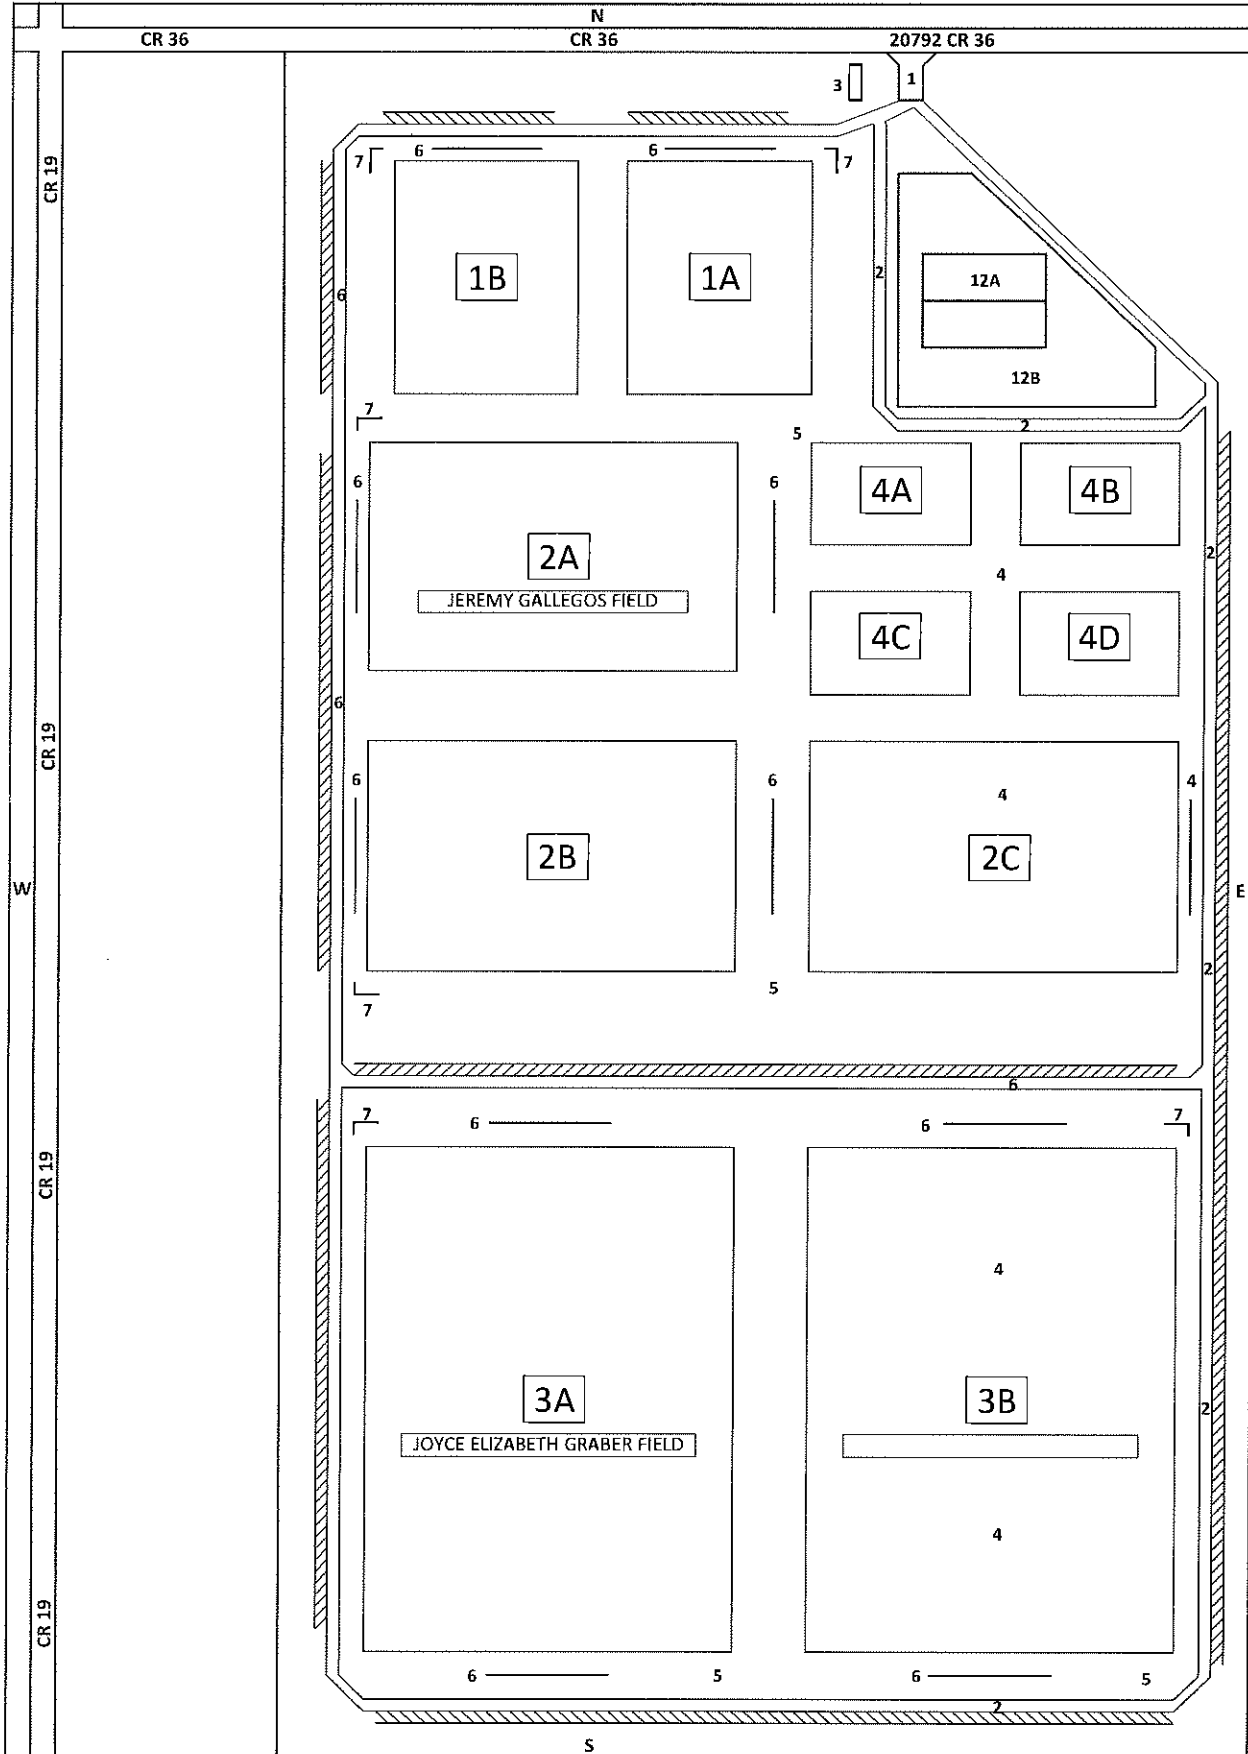 N
CR 36 CR 36 20792 CR 36
3 1
CR 19
7 6 6 7
1B 1A
2
12A
6
12B
7
5 2
6 6 4A 4B
2A 2
JEREMY GALLEGOS FIELD 4
4C 4D
6
CR 19
6 6 4 4
2B 2C
W E
2
7 5
6
7 6 6 7
CR 19
4
3A 3B
2
JOYCE ELIZABETH GRABER FIELD
4
CR 19
6 5 6 5
2
S